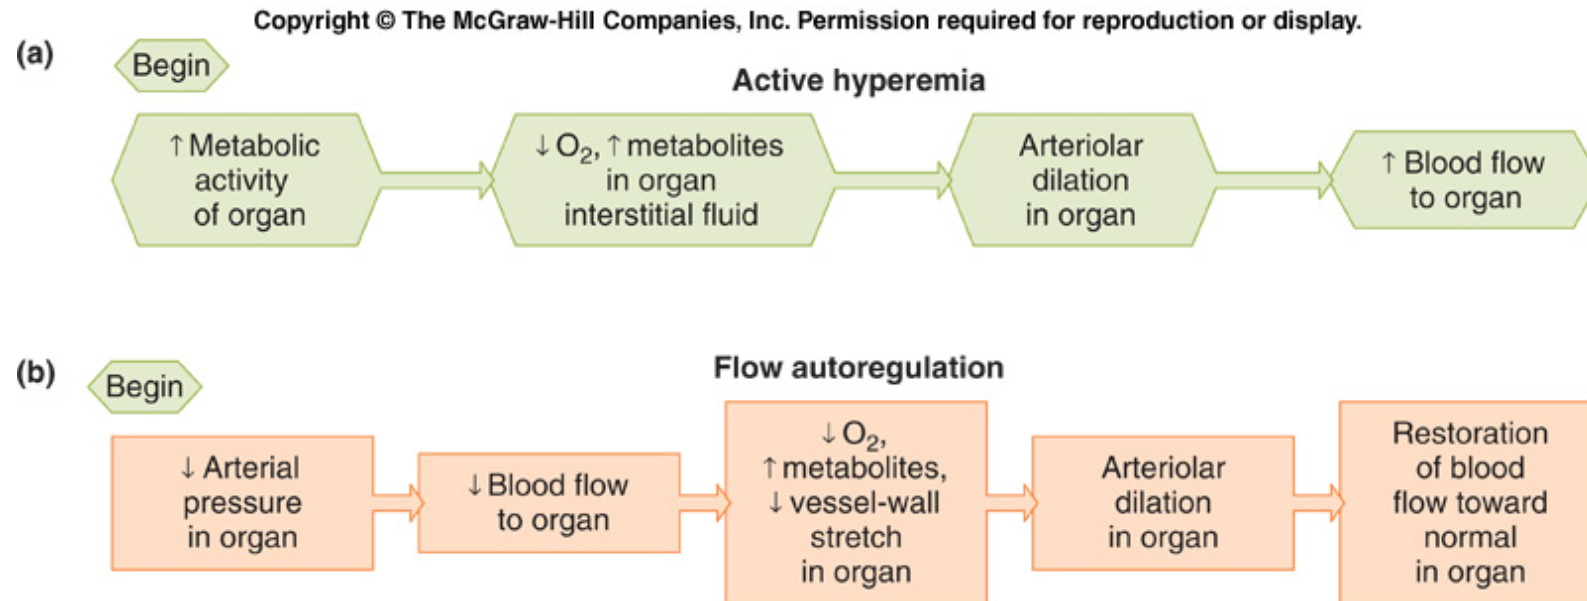 Copyright © The McGraw-Hill Companies, Inc. Permission required for reproduction or display.
(a)
Begin
Active hyperemia
↑ Metabolic
activity
of organ
↓ O₂, ↑ metabolites
in organ
interstitial fluid
Arteriolar
dilation
in organ
↑ Blood flow
to organ
(b)
Begin
Flow autoregulation
↓ Arterial
pressure
in organ
↓ Blood flow
to organ
↓ O₂,
↑ metabolites,
↓ vessel-wall
stretch
in organ
Arteriolar
dilation
in organ
Restoration
of blood
flow toward
normal
in organ